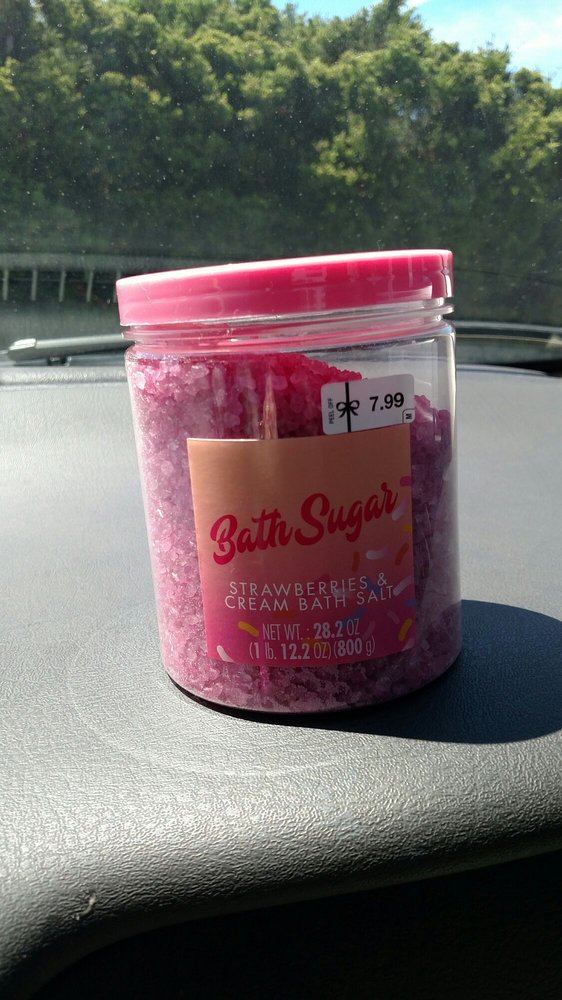 PEEL OFF
7.99
M
Bath Sugar
STRAWBERRIES &
CREAM BATH SALT
NET WT.: 28.2 OZ
(1 lb. 12.2 OZ) (800 g)